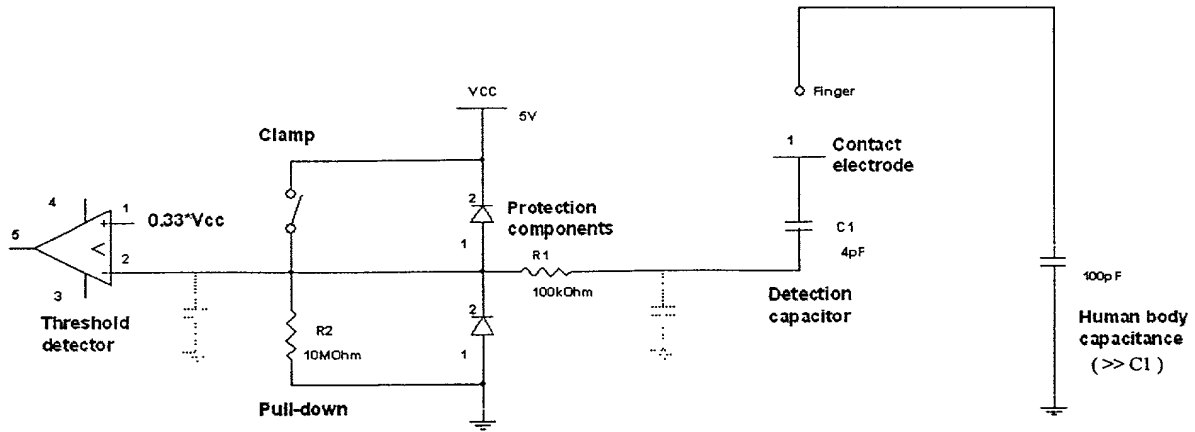 Finger
VCC
5V
Clamp
1
Contact
electrode
4
1
0.33*Vcc
2
Protection
components
5
<
2
1
R1
C1
4pF
100kOhm
3
Threshold
detector
R2
10MOhm
2
1
Detection
capacitor
100pF
Human body
capacitance
( >> C1 )
Pull-down